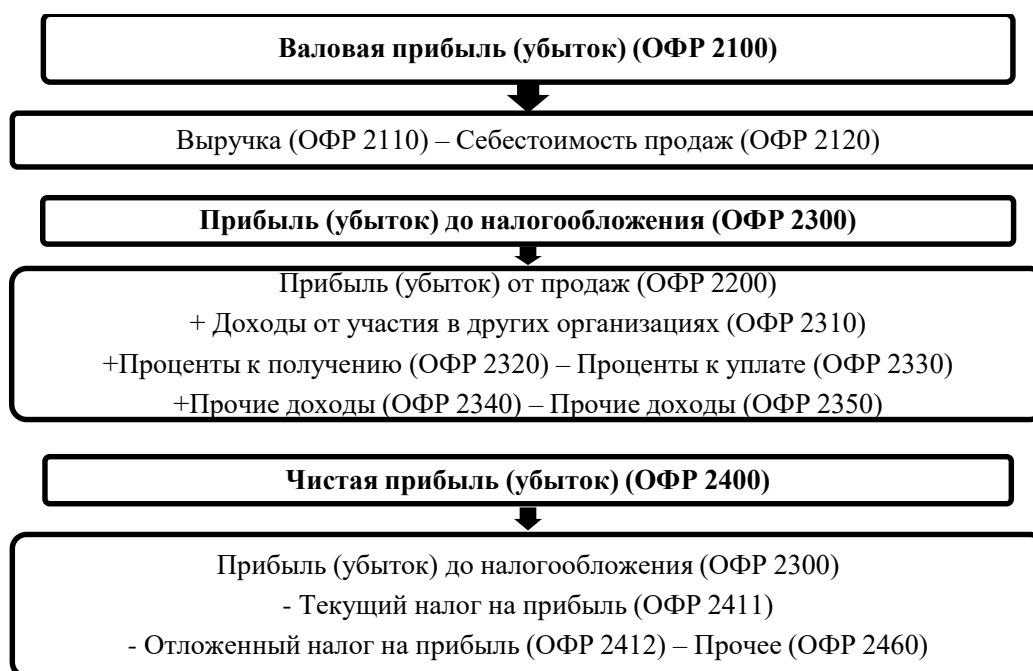 Валовая прибыль (убыток) (ОФР 2100)
Выручка (ОФР 2110) – Себестоимость продаж (ОФР 2120)
Прибыль (убыток) до налогообложения (ОФР 2300)
Прибыль (убыток) от продаж (ОФР 2200)
+ Доходы от участия в других организациях (ОФР 2310)
+Проценты к получению (ОФР 2320) – Проценты к уплате (ОФР 2330)
+Прочие доходы (ОФР 2340) – Прочие доходы (ОФР 2350)
Чистая прибыль (убыток) (ОФР 2400)
Прибыль (убыток) до налогообложения (ОФР 2300)
- Текущий налог на прибыль (ОФР 2411)
- Отложенный налог на прибыль (ОФР 2412) – Прочее (ОФР 2460)